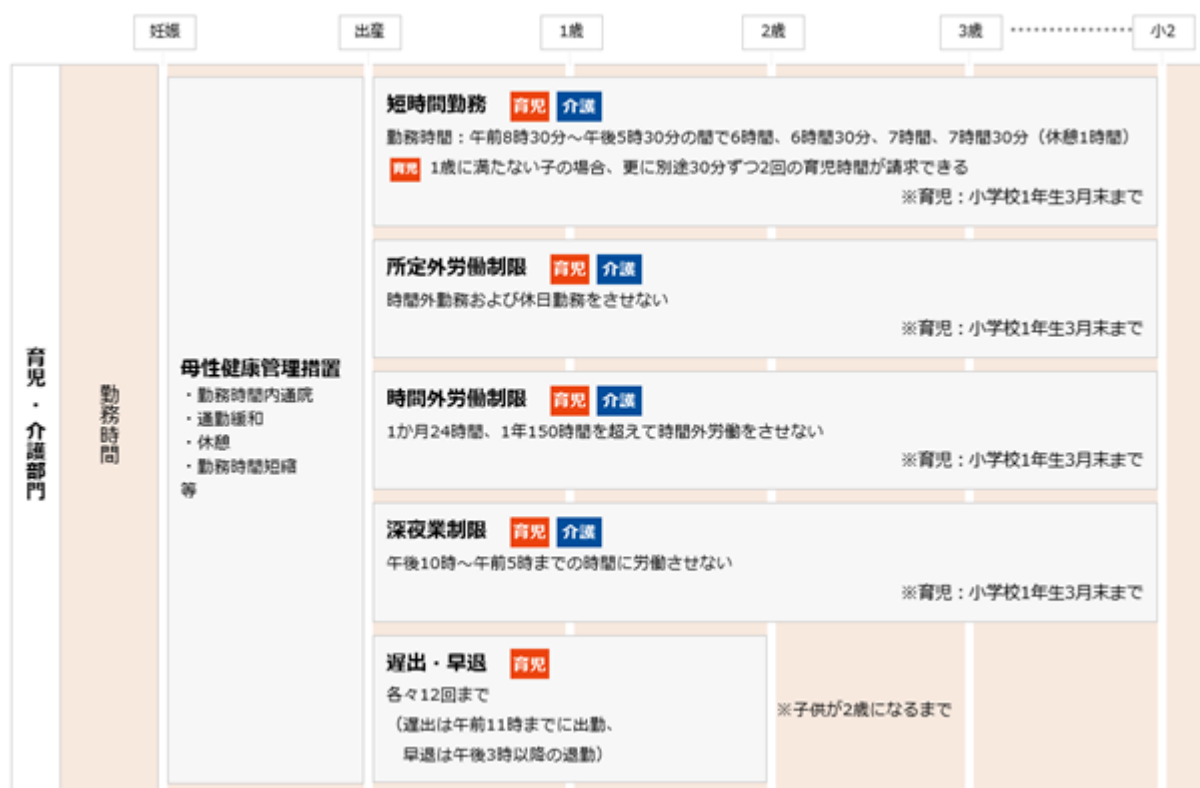 妊娠
出産
1歳
2歳
3歳
小2
育児・介護部門
勤務時間
母性健康管理措置
・勤務時間内通院
・通勤緩和
・休憩
・勤務時間短縮
等
短時間勤務 育児 介護
勤務時間：午前8時30分～午後5時30分の間で6時間、6時間30分、7時間、7時間30分（休憩1時間）
育児 1歳に満たない子の場合、更に別途30分ずつ2回の育児時間が請求できる
※育児：小学校1年生3月末まで
所定外労働制限 育児 介護
時間外勤務および休日勤務をさせない
※育児：小学校1年生3月末まで
時間外労働制限 育児 介護
1か月24時間、1年150時間を超えて時間外労働をさせない
※育児：小学校1年生3月末まで
深夜業制限 育児 介護
午後10時～午前5時までの時間に労働させない
※育児：小学校1年生3月末まで
遅出・早退 育児
各々12回まで
（遅出は午前11時までに出勤、
早退は午後3時以降の退勤）
※子供が2歳になるまで